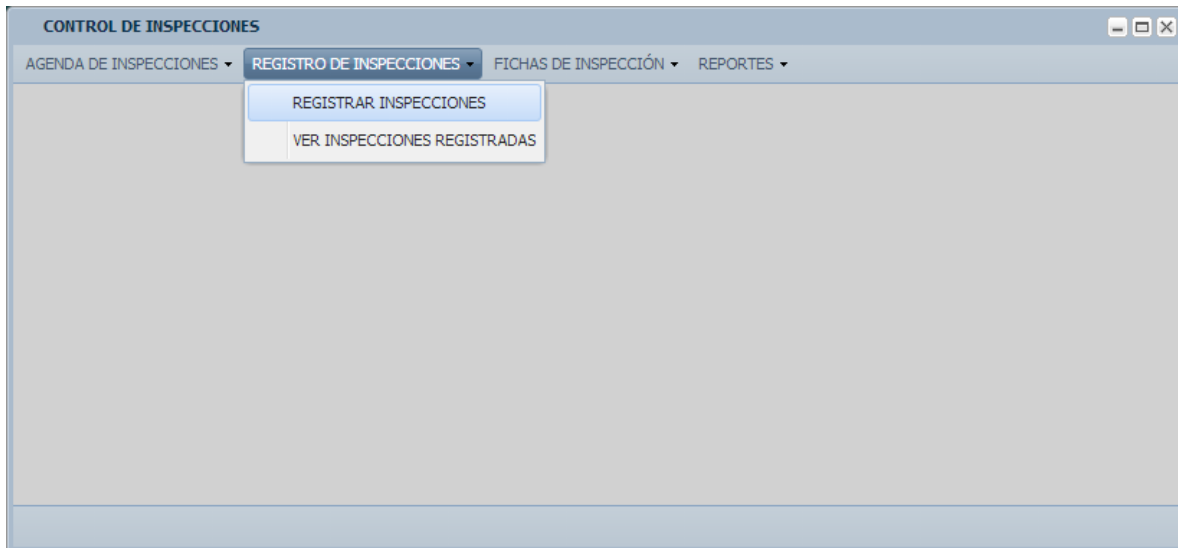 CONTROL DE INSPECCIONES
AGENDA DE INSPECCIONES REGISTRO DE INSPECCIONES FICHAS DE INSPECCIÓN REPORTES
REGISTRAR INSPECCIONES
VER INSPECCIONES REGISTRADAS